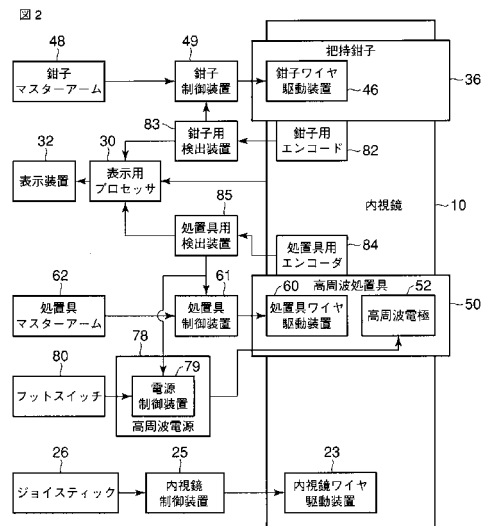 図2
48
49
把持鉗子
鉗子
マスターアーム
鉗子
制御装置
鉗子ワイヤ
駆動装置
36
46
83
32
30
鉗子用
検出装置
鉗子用
エンコード
82
表示装置
表示用
プロセッサ
85
内視鏡
10
処置具用
検出装置
処置具用
エンコーダ
84
62
61
60
高周波処置具
52
処置具
マスターアーム
処置具
制御装置
処置具ワイヤ
駆動装置
高周波電極
50
80
78
79
フットスイッチ
電源
制御装置
高周波電源
26
25
23
ジョイスティック
内視鏡
制御装置
内視鏡ワイヤ
駆動装置